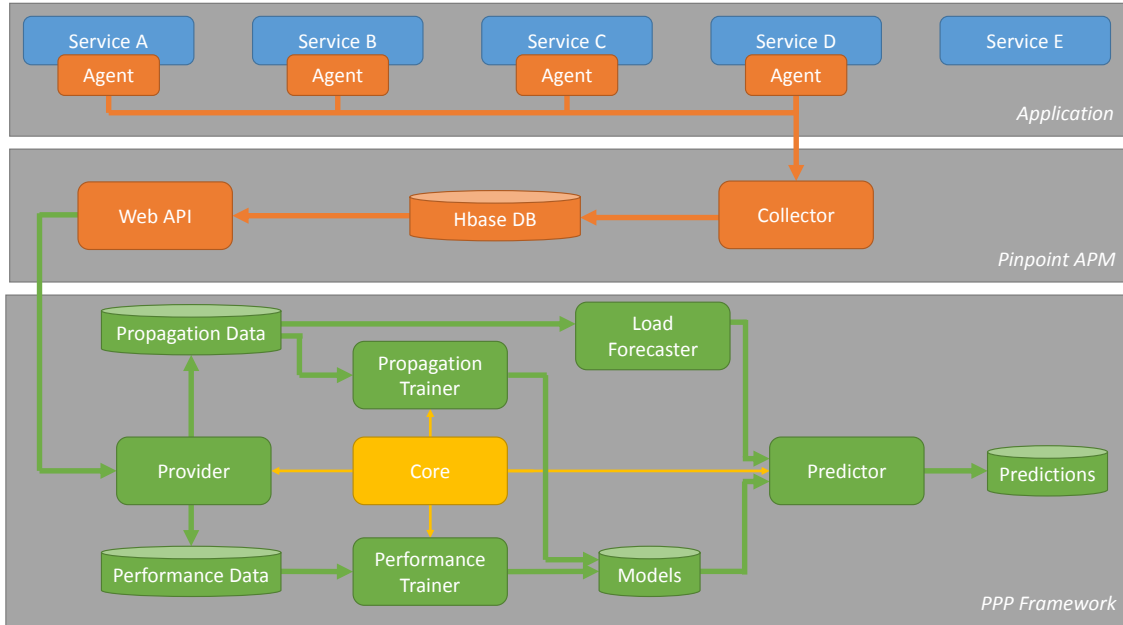 Service A
Service B
Service C
Service D
Service E
Agent
Agent
Agent
Agent
Application
Web API
Hbase DB
Collector
Pinpoint APM
Propagation Data
Load
Forecaster
Propagation
Trainer
Provider
Core
Predictor
Predictions
Performance Data
Performance
Trainer
Models
PPP Framework